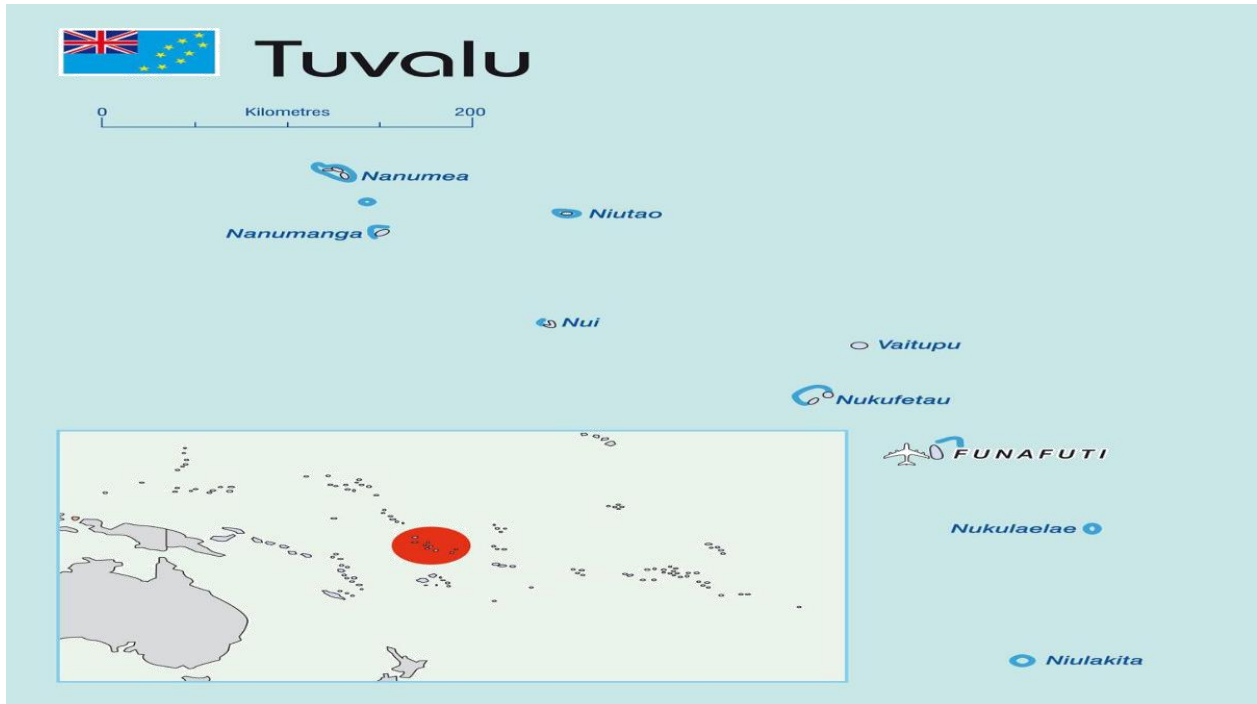 Tuvalu
0 Kilometres 200
Nanumea
Niutao
Nanumanga
Nui
Vaitupu
Nukufetau
FUNAFUTI
Nukulaelae
Niulakita